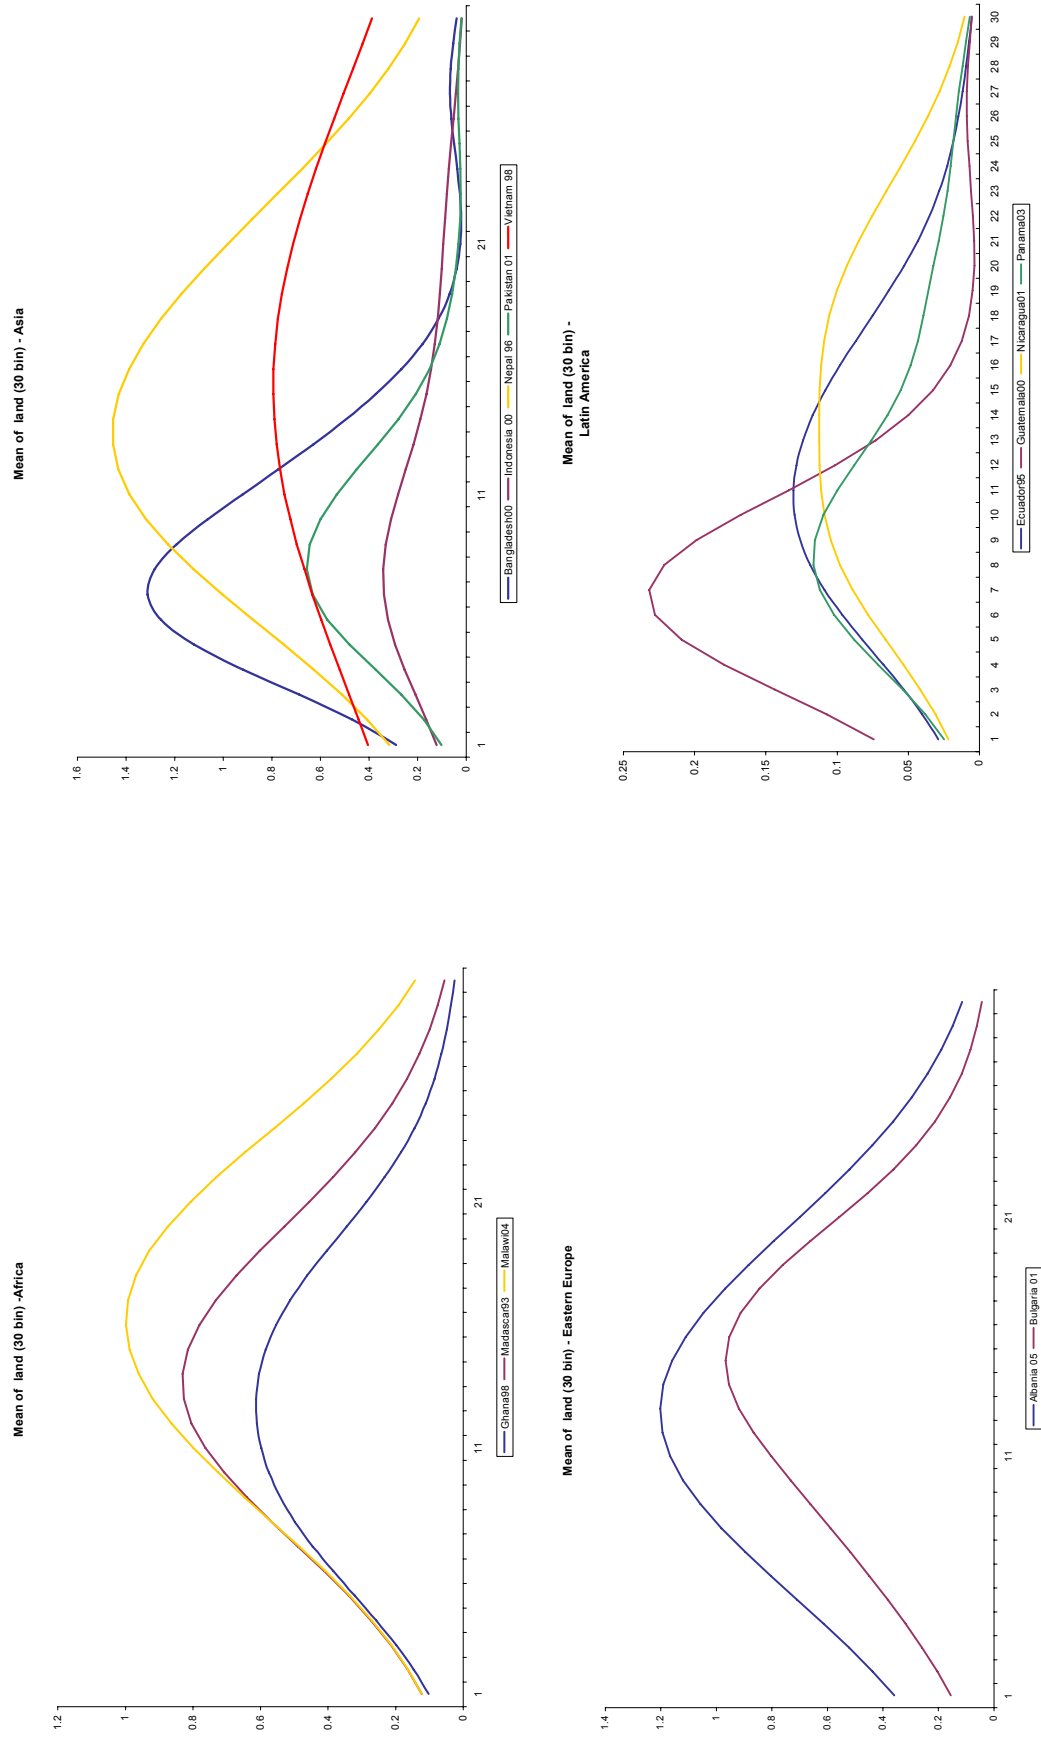 Mean of land (30 bin) -Africa
1.2
1
0.8
0.6
0.4
0.2
0
1 11 21
Ghana98 Madascar93 Malawi04
Mean of land (30 bin) - Asia
1.6
1.4
1.2
1
0.8
0.6
0.4
0.2
0
1 11 21
Bangladesh00 Indonesia 00 Nepal 96 Pakistan 01 Vietnam 98
Mean of land (30 bin) - Eastern Europe
1.4
1.2
1
0.8
0.6
0.4
0.2
0
1 11 21
Albania 05 Bulgaria 01
Mean of land (30 bin) -
Latin America
0.25
0.2
0.15
0.1
0.05
0
1 2 3 4 5 6 7 8 9 10 11 12 13 14 15 16 17 18 19 20 21 22 23 24 25 26 27 28 29 30
Ecuador95 Guatemala00 Nicaragua01 Panama03